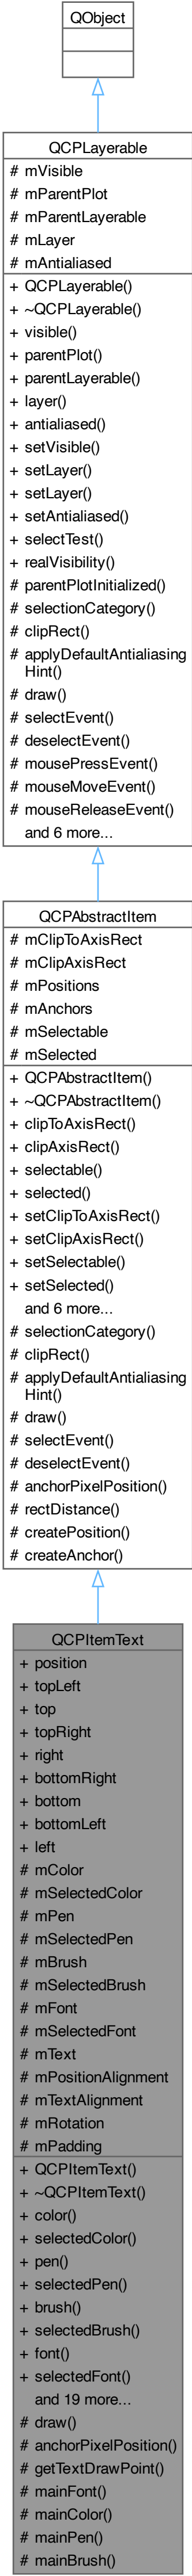 QObject
QCPLayerable
# mVisible
# mParentPlot
# mParentLayerable
# mLayer
# mAntialiased
+ QCPLayerable()
+ ~QCPLayerable()
+ visible()
+ parentPlot()
+ parentLayerable()
+ layer()
+ antialiased()
+ setVisible()
+ setLayer()
+ setLayer()
+ setAntialiased()
+ selectTest()
+ realVisibility()
# parentPlotInitialized()
# selectionCategory()
# clipRect()
# applyDefaultAntialiasing
Hint()
# draw()
# selectEvent()
# deselectEvent()
# mousePressEvent()
# mouseMoveEvent()
# mouseReleaseEvent()
and 6 more...
QCPAbstractItem
# mClipToAxisRect
# mClipAxisRect
# mPositions
# mAnchors
# mSelectable
# mSelected
+ QCPAbstractItem()
+ ~QCPAbstractItem()
+ clipToAxisRect()
+ clipAxisRect()
+ selectable()
+ selected()
+ setClipToAxisRect()
+ setClipAxisRect()
+ setSelectable()
+ setSelected()
and 6 more...
# selectionCategory()
# clipRect()
# applyDefaultAntialiasing
Hint()
# draw()
# selectEvent()
# deselectEvent()
# anchorPixelPosition()
# rectDistance()
# createPosition()
# createAnchor()
QCPItemText
+ position
+ topLeft
+ top
+ topRight
+ right
+ bottomRight
+ bottom
+ bottomLeft
+ left
# mColor
# mSelectedColor
# mPen
# mSelectedPen
# mBrush
# mSelectedBrush
# mFont
# mSelectedFont
# mText
# mPositionAlignment
# mTextAlignment
# mRotation
# mPadding
+ QCPItemText()
+ ~QCPItemText()
+ color()
+ selectedColor()
+ pen()
+ selectedPen()
+ brush()
+ selectedBrush()
+ font()
+ selectedFont()
and 19 more...
# draw()
# anchorPixelPosition()
# getTextDrawPoint()
# mainFont()
# mainColor()
# mainPen()
# mainBrush()